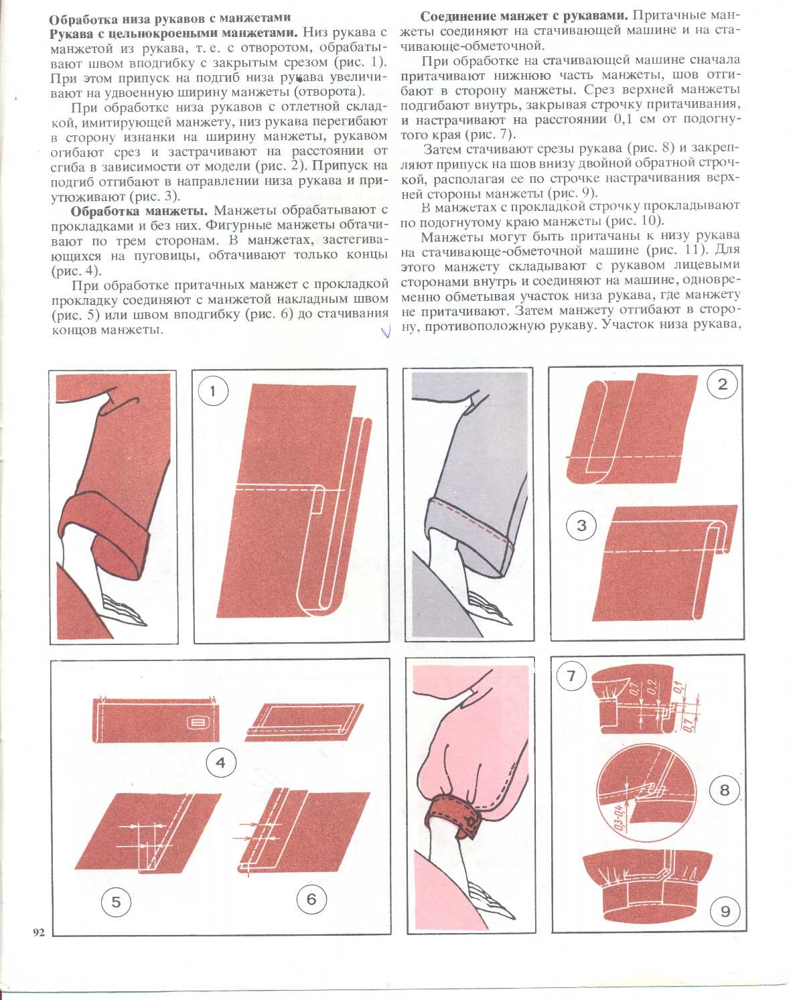 Обработка низа рукавов с манжетами
Рукава с цельнокроеными манжетами. Низ рукава с
манжетой из рукава, т. е. с отворотом, обрабаты-
вают швом вподгибку с закрытым срезом (рис. 1).
При этом припуск на подгиб низа рукава увеличи-
вают на удвоенную ширину манжеты (отворота).
При обработке низа рукавов с отлетной склад-
кой, имитирующей манжету, низ рукава перегибают
в сторону изнанки на ширину манжеты, рукавом
огибают срез и застрачивают на расстоянии от
сгиба в зависимости от модели (рис. 2). Припуск на
подгиб отгибают в направлении низа рукава и при-
утюживают (рис. 3).
Обработка манжеты. Манжеты обрабатывают с
прокладками и без них. Фигурные манжеты обтачи-
вают по трем сторонам. В манжетах, застегива-
ющихся на пуговицы, обтачивают только концы
(рис. 4).
При обработке притачных манжет с прокладкой
прокладку соединяют с манжетой накладным швом
(рис. 5) или швом вподгибку (рис. 6) до стачивания
концов манжеты.
Соединение манжет с рукавами. Притачные ман-
жеты соединяют на стачивающей машине и на ста-
чивающе-обметочной.
При обработке на стачивающей машине сначала
притачивают нижнюю часть манжеты, шов отги-
бают в сторону манжеты. Срез верхней манжеты
подгибают внутрь, закрывая строчку притачивания,
и настрачивают на расстоянии 0,1 см от подогну-
того края (рис. 7).
Затем стачивают срезы рукава (рис. 8) и закреп-
ляют припуск на шов внизу двойной обратной строч-
кой, располагая ее по строчке настрачивания верх-
ней стороны манжеты (рис. 9).
В манжетах с прокладкой строчку прокладывают
по подогнутому краю манжеты (рис. 10).
Манжеты могут быть притачаны к низу рукава
на стачивающе-обметочной машине (рис. 11). Для
этого манжету складывают с рукавом лицевыми
сторонами внутрь и соединяют на машине, одновре-
менно обметывая участок низа рукава, где манжету
не притачивают. Затем манжету отгибают в сторо-
ну, противоположную рукаву. Участок низа рукава,
1
2
3
4
5
6
7
0,7
0,2
0,1
0,7
8
0,3-0,4
9
92